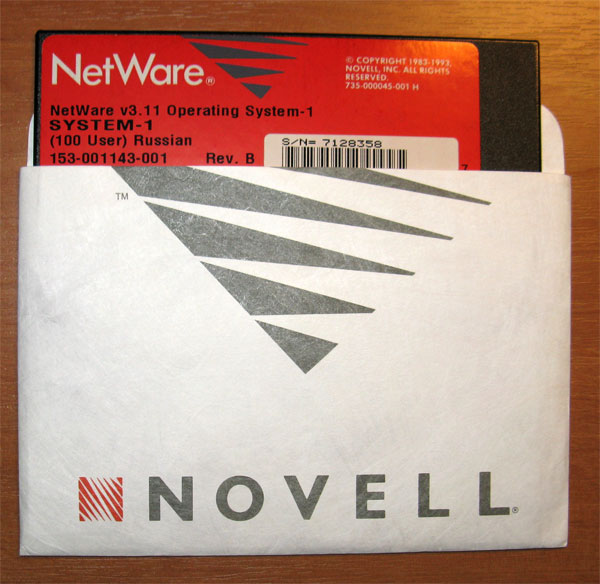 NetWare®
© COPYRIGHT 1983-1992,
NOVELL, INC. ALL RIGHTS
RESERVED.
735-000045-001 H
NetWare v3.11 Operating System-1
SYSTEM-1
(100 User) Russian
153-001143-001 Rev. B
S/N= 7128358
7
TM
NOVELL®